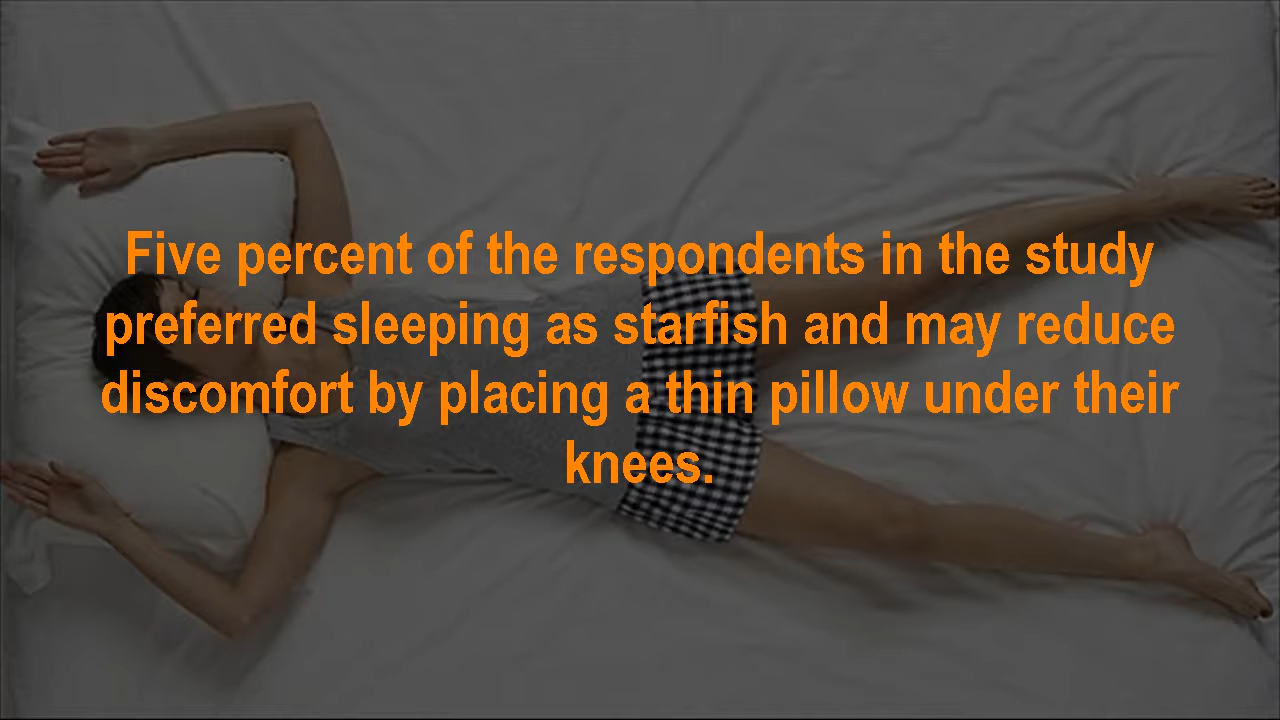 Five percent of the respondents in the study
preferred sleeping as starfish and may reduce
discomfort by placing a thin pillow under their
knees.